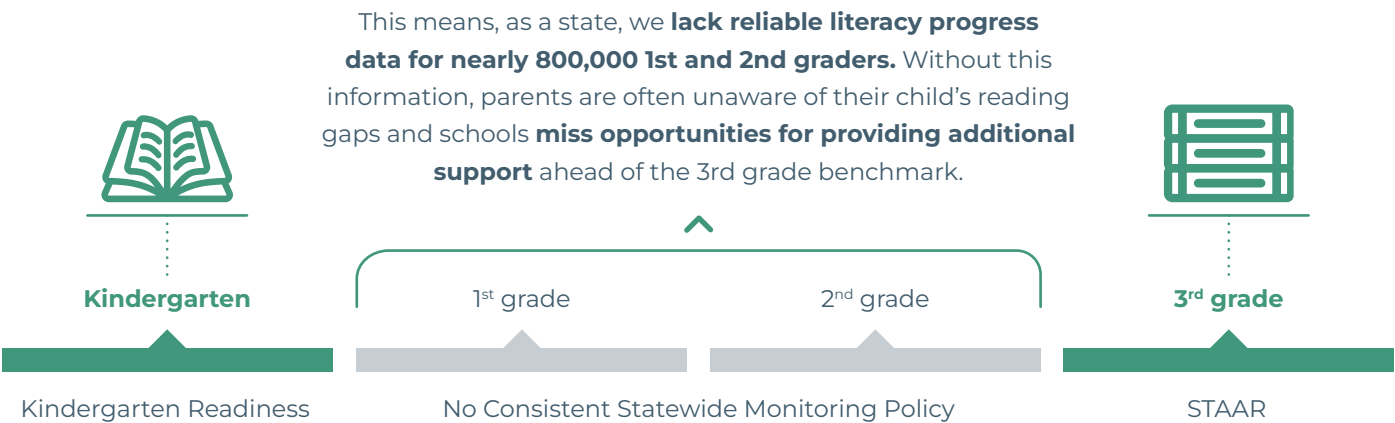 This means, as a state, we lack reliable literacy progress
data for nearly 800,000 1st and 2nd graders. Without this
information, parents are often unaware of their child’s reading
gaps and schools miss opportunities for providing additional
support ahead of the 3rd grade benchmark.
Kindergarten
1st grade
2nd grade
3rd grade
Kindergarten Readiness
No Consistent Statewide Monitoring Policy
STAAR